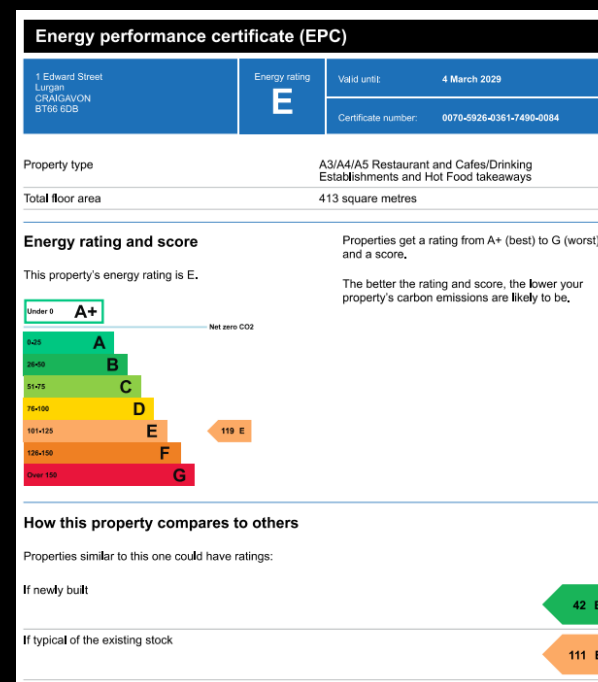 Energy performance certificate (EPC)
1 Edward Street
Lurgan
CRAIGAVON
BT66 6DB
Energy rating
E
Valid until:
4 March 2029
Certificate number:
0070-5926-0361-7490-0084
Property type
A3/A4/A5 Restaurant and Cafes/Drinking
Establishments and Hot Food takeaways
Total floor area
413 square metres
Energy rating and score
This property's energy rating is E.
Properties get a rating from A+ (best) to G (worst)
and a score.
The better the rating and score, the lower your
property's carbon emissions are likely to be.
Under 0 A+
Net zero CO2
0-25 A
26-50 B
51-75 C
76-100 D
101-125 E
119 E
126-150 F
Over 150 G
How this property compares to others
Properties similar to this one could have ratings:
If newly built
42
If typical of the existing stock
111